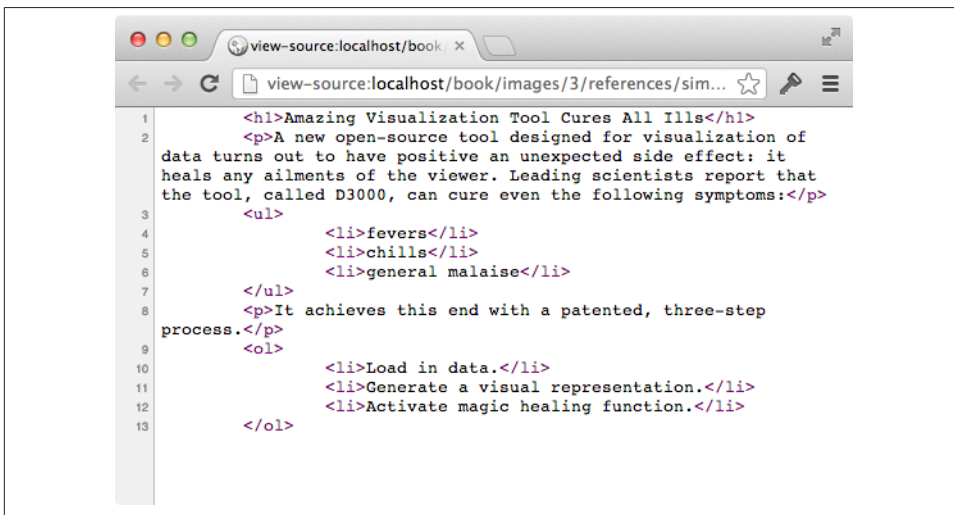 view-source:localhost/book
view-source:localhost/book/images/3/references/sim...
1 <h1>Amazing Visualization Tool Cures All Ills</h1>
2 <p>A new open-source tool designed for visualization of
data turns out to have positive an unexpected side effect: it
heals any ailments of the viewer. Leading scientists report that
the tool, called D3000, can cure even the following symptoms:</p>
3 <ul>
4 <li>fevers</li>
5 <li>chills</li>
6 <li>general malaise</li>
7 </ul>
8 <p>It achieves this end with a patented, three-step
process.</p>
9 <ol>
10 <li>Load in data.</li>
11 <li>Generate a visual representation.</li>
12 <li>Activate magic healing function.</li>
13 </ol>